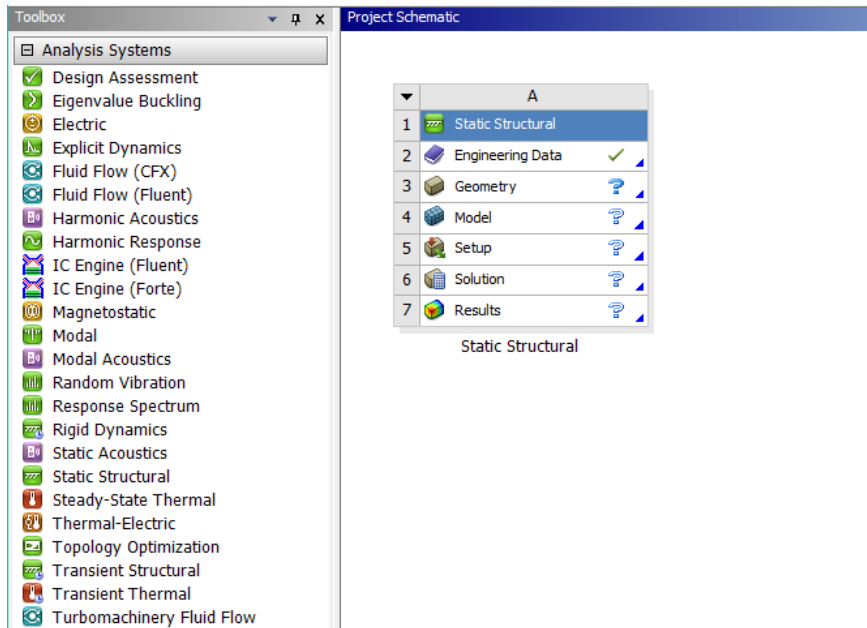 Toolbox
Project Schematic
Analysis Systems
Design Assessment
Eigenvalue Buckling
Electric
Explicit Dynamics
Fluid Flow (CFX)
Fluid Flow (Fluent)
Harmonic Acoustics
Harmonic Response
IC Engine (Fluent)
IC Engine (Forte)
Magnetostatic
Modal
Modal Acoustics
Random Vibration
Response Spectrum
Rigid Dynamics
Static Acoustics
Static Structural
Steady-State Thermal
Thermal-Electric
Topology Optimization
Transient Structural
Transient Thermal
Turbomachinery Fluid Flow
A
1 Static Structural
2 Engineering Data
3 Geometry ?
4 Model ?
5 Setup ?
6 Solution ?
7 Results ?
Static Structural